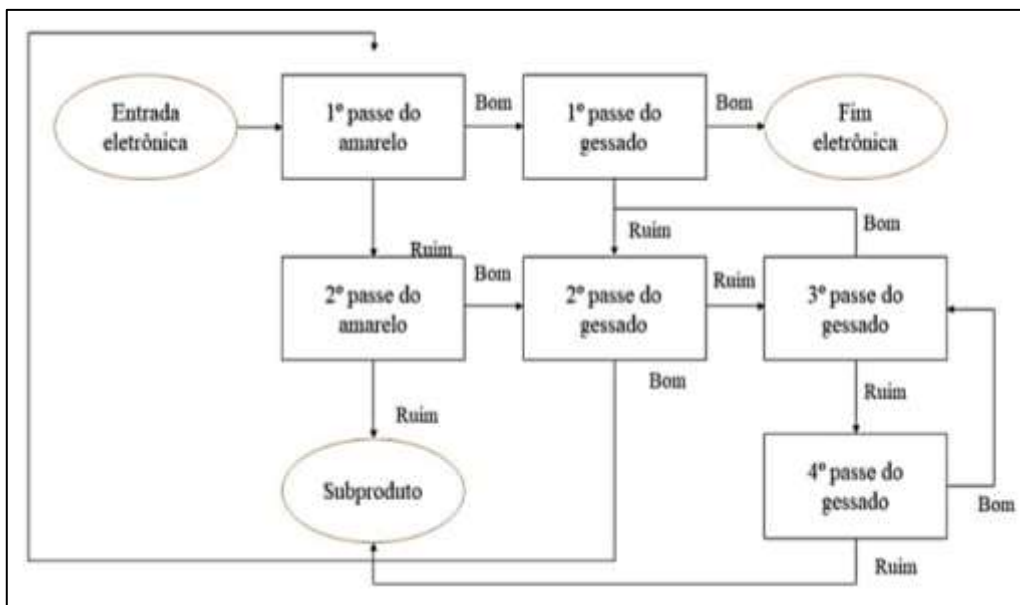 Entrada
eletrônica
1º passe do
amarelo
Bom
1º passe do
gessado
Bom
Fim
eletrônica
Ruim
Ruim
Bom
2º passe do
amarelo
Bom
2º passe do
gessado
Ruim
3º passe do
gessado
Ruim
Bom
Ruim
Subproduto
4º passe do
gessado
Bom
Ruim